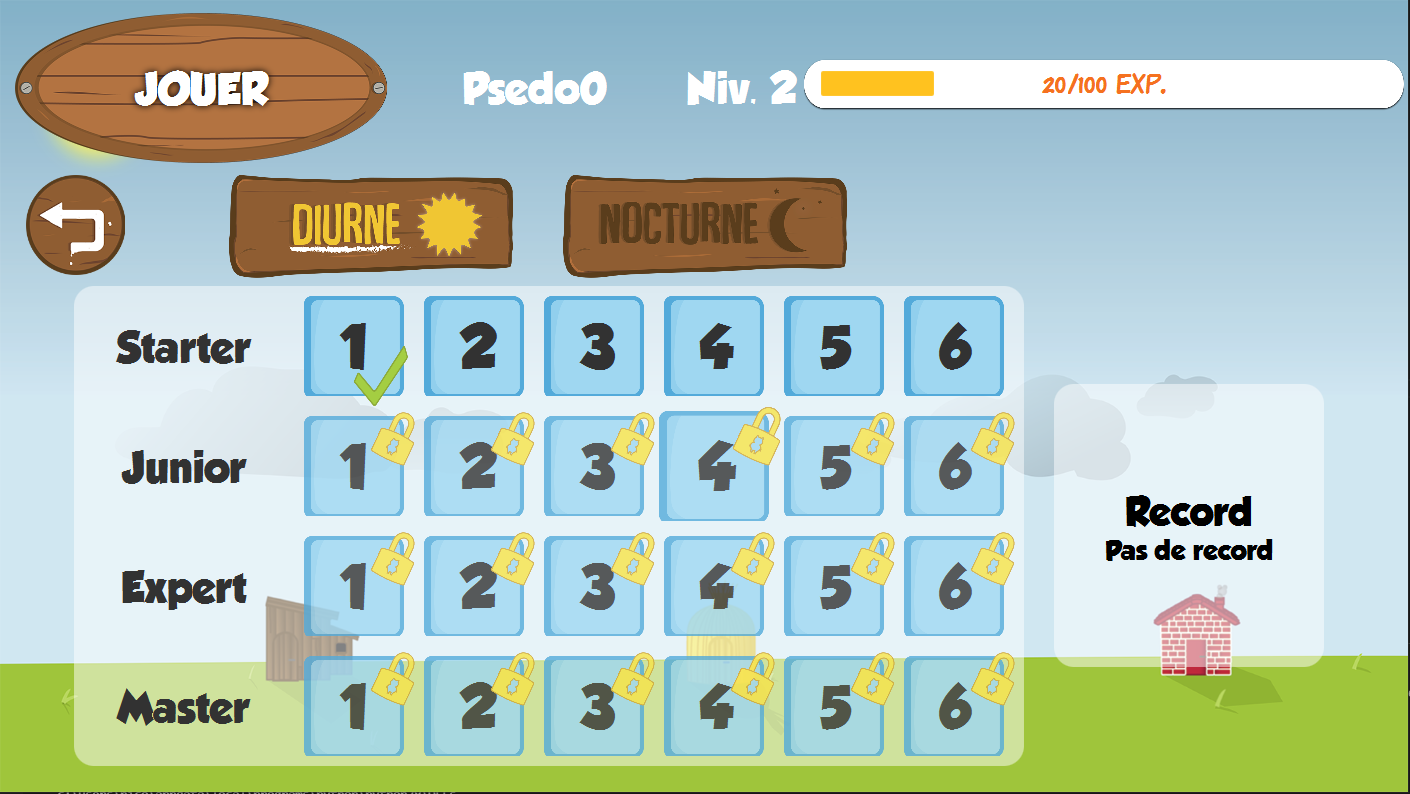 JOUER
Psedo0 Niv. 2 20/100 EXP.
DIURNE NOCTURNE
Starter 1 2 3 4 5 6
Junior 1 2 3 4 5 6
Expert 1 2 3 4 5 6
Master 1 2 3 4 5 6
Record
Pas de record